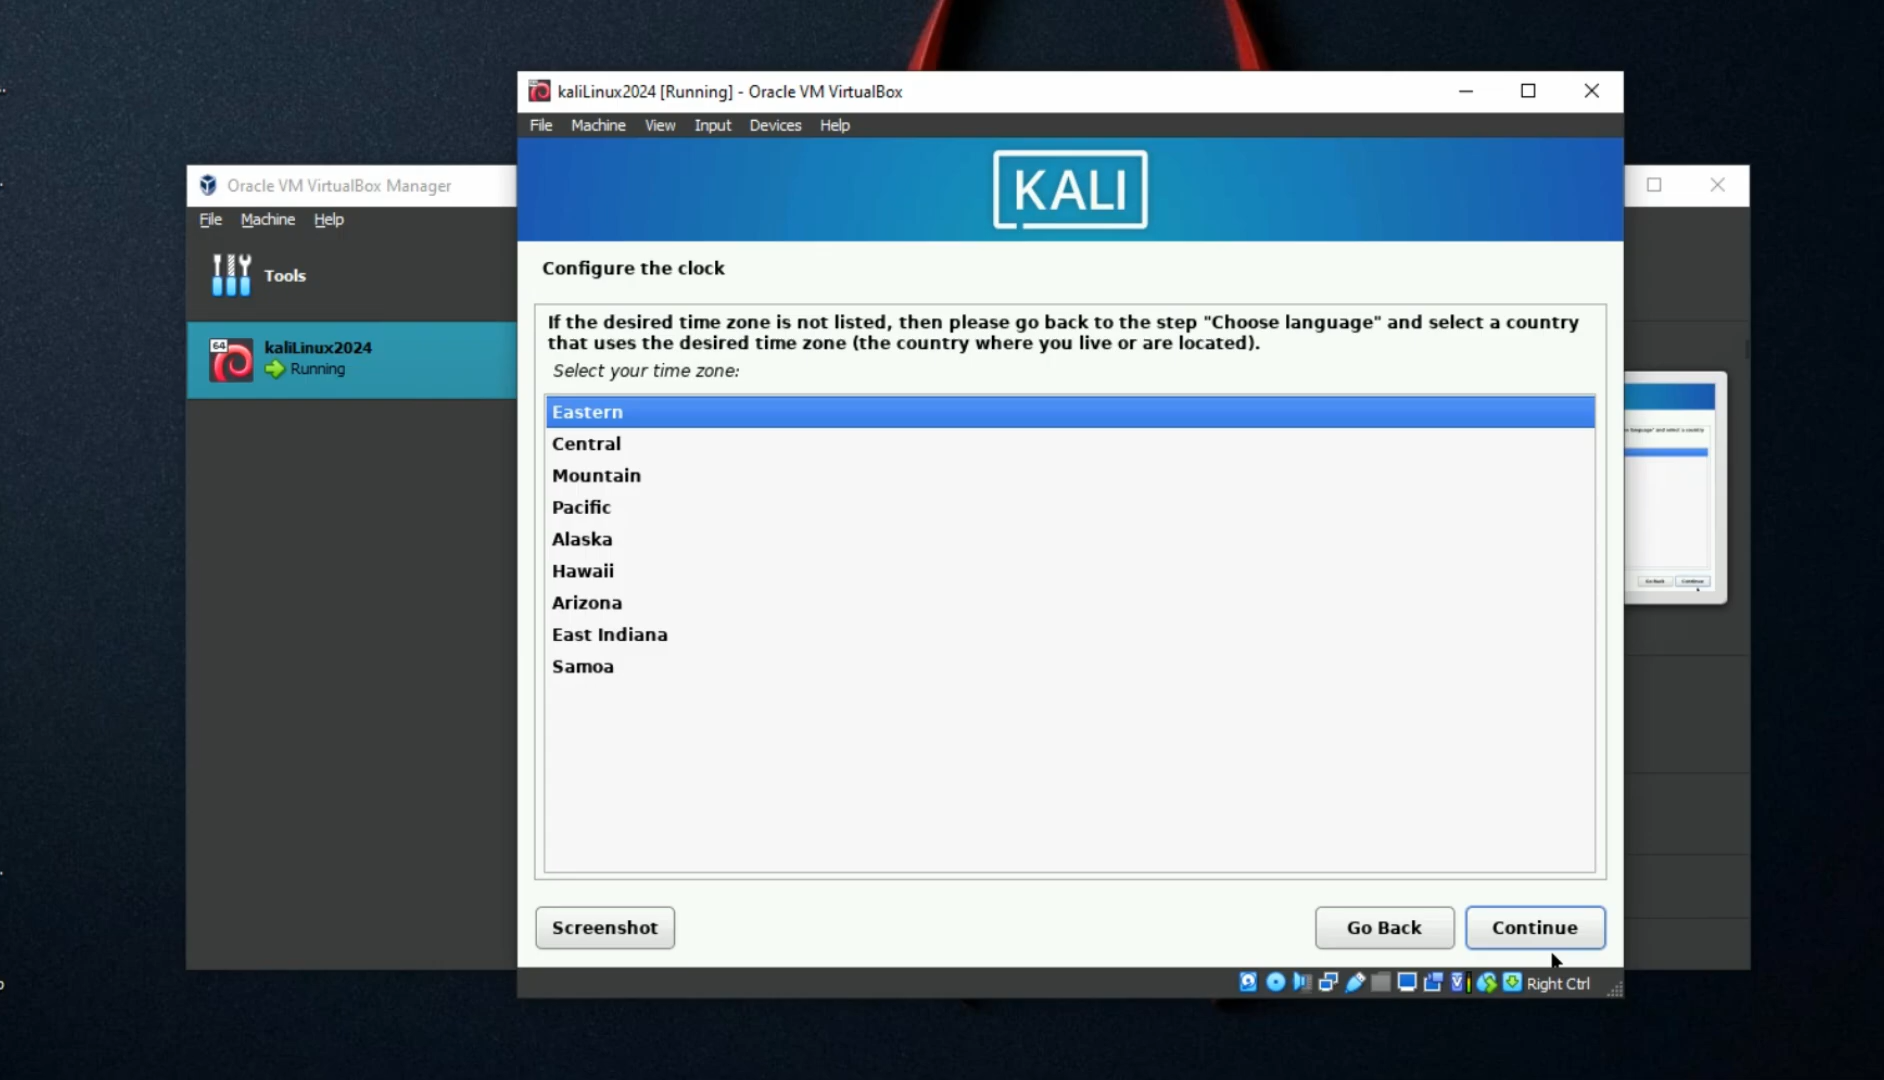 kaliLinux2024 [Running] - Oracle VM VirtualBox
File Machine View Input Devices Help
KALI
Oracle VM VirtualBox Manager
File Machine Help
Tools
64
kaliLinux2024
Running
Configure the clock
If the desired time zone is not listed, then please go back to the step "Choose language" and select a country
that uses the desired time zone (the country where you live or are located).
Select your time zone:
Eastern
Central
Mountain
Pacific
Alaska
Hawaii
Arizona
East Indiana
Samoa
Screenshot
Go Back
Continue
Right Ctrl
Go Back
Continue